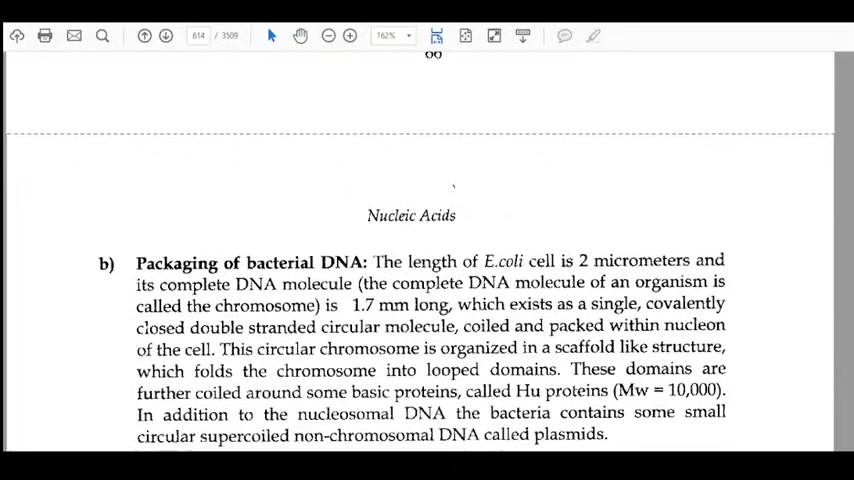 614 / 3509
162%
66
Nucleic Acids
b) Packaging of bacterial DNA: The length of E.coli cell is 2 micrometers and
its complete DNA molecule (the complete DNA molecule of an organism is
called the chromosome) is 1.7 mm long, which exists as a single, covalently
closed double stranded circular molecule, coiled and packed within nucleon
of the cell. This circular chromosome is organized in a scaffold like structure,
which folds the chromosome into looped domains. These domains are
further coiled around some basic proteins, called Hu proteins (Mw = 10,000).
In addition to the nucleosomal DNA the bacteria contains some small
circular supercoiled non-chromosomal DNA called plasmids.